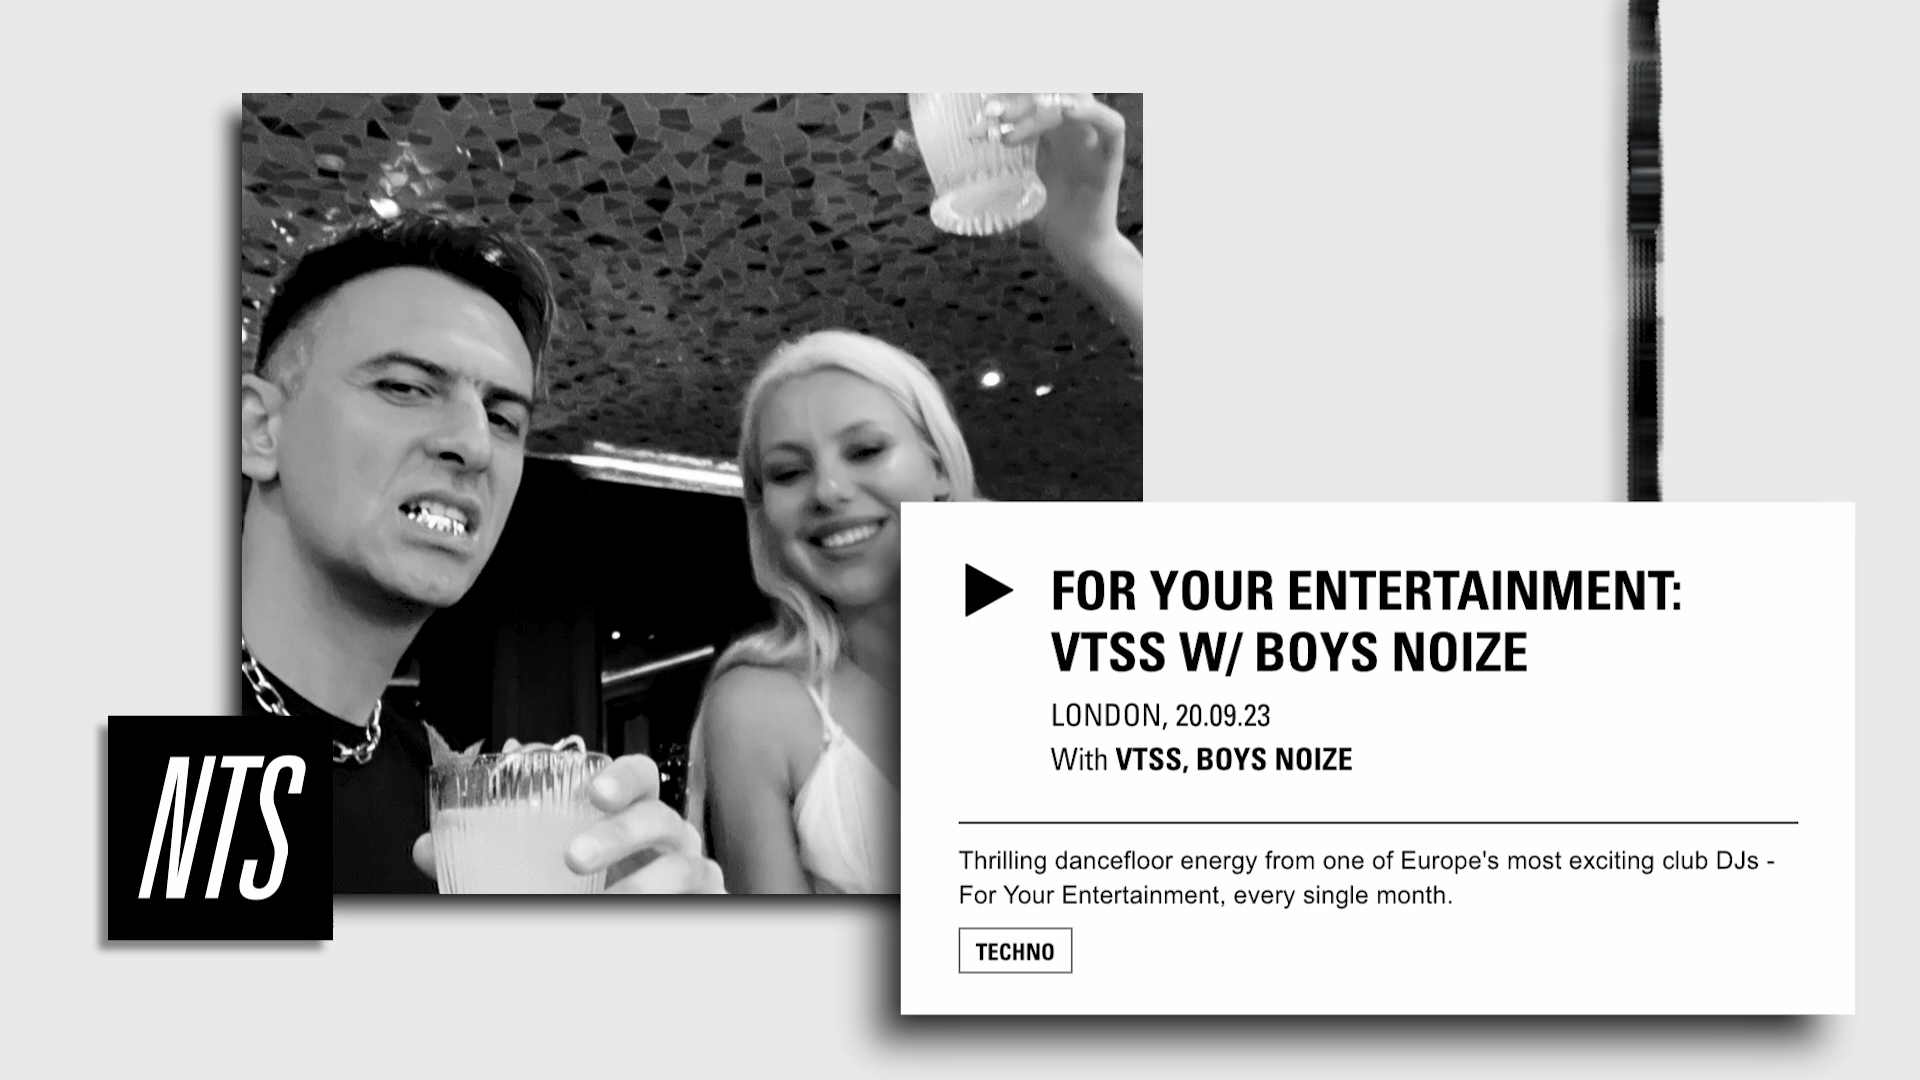 FOR YOUR ENTERTAINMENT:
VTSS W/ BOYS NOIZE
LONDON, 20.09.23
With VTSS, BOYS NOIZE
Thrilling dancefloor energy from one of Europe's most exciting club DJs -
For Your Entertainment, every single month.
TECHNO
NTS